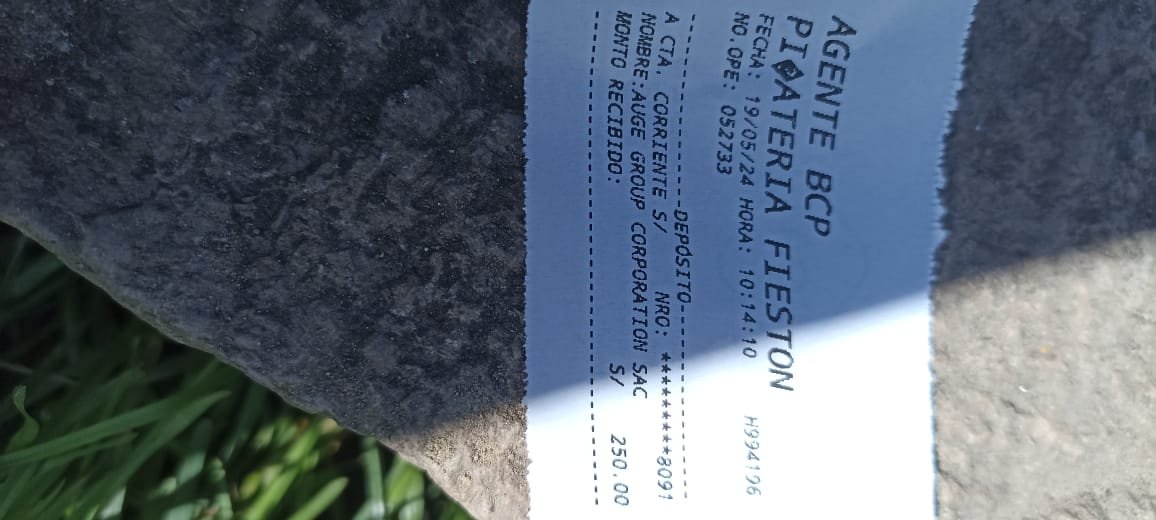 AGENTE BCP
PI�ATERIA FIESTON
FECHA: 19/05/24 HORA: 10:14:10 H994196
NO.OPE: 052733
--------------------DEPÓSITO--------------------
A CTA. CORRIENTE S/ NRO: **********8091
NOMBRE:AUGE GROUP CORPORATION SAC
MONTO RECIBIDO: S/ 250.00
------------------------------------------------